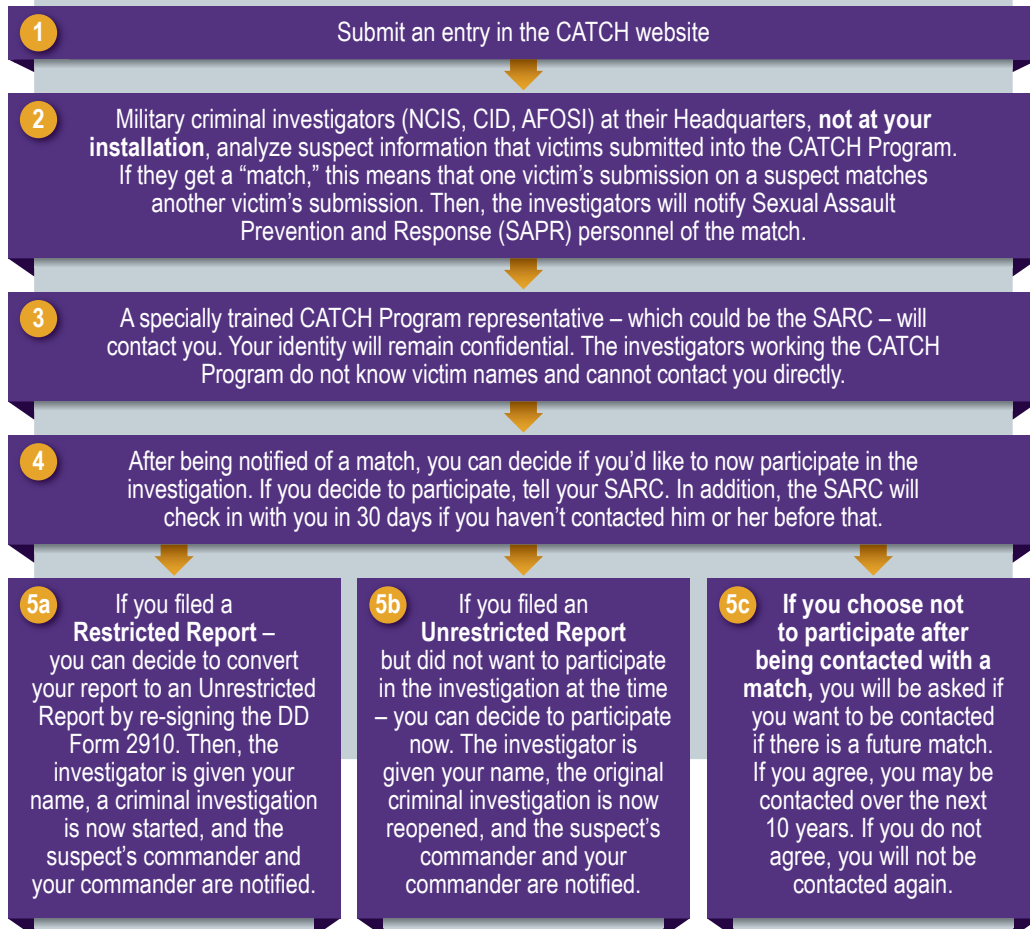 1
Submit an entry in the CATCH website
2
Military criminal investigators (NCIS, CID, AFOSI) at their Headquarters, not at your
installation, analyze suspect information that victims submitted into the CATCH Program.
If they get a “match,” this means that one victim’s submission on a suspect matches
another victim’s submission. Then, the investigators will notify Sexual Assault
Prevention and Response (SAPR) personnel of the match.
3
A specially trained CATCH Program representative – which could be the SARC – will
contact you. Your identity will remain confidential. The investigators working the CATCH
Program do not know victim names and cannot contact you directly.
4
After being notified of a match, you can decide if you’d like to now participate in the
investigation. If you decide to participate, tell your SARC. In addition, the SARC will
check in with you in 30 days if you haven’t contacted him or her before that.
5a
If you filed a
Restricted Report –
you can decide to convert
your report to an Unrestricted
Report by re-signing the DD
Form 2910. Then, the
investigator is given your
name, a criminal investigation
is now started, and the
suspect’s commander and
your commander are notified.
5b
If you filed an
Unrestricted Report
but did not want to participate
in the investigation at the time
– you can decide to participate
now. The investigator is
given your name, the original
criminal investigation is now
reopened, and the suspect’s
commander and your
commander are notified.
5c
If you choose not
to participate after
being contacted with a
match, you will be asked if
you want to be contacted
if there is a future match.
If you agree, you may be
contacted over the next
10 years. If you do not
agree, you will not be
contacted again.